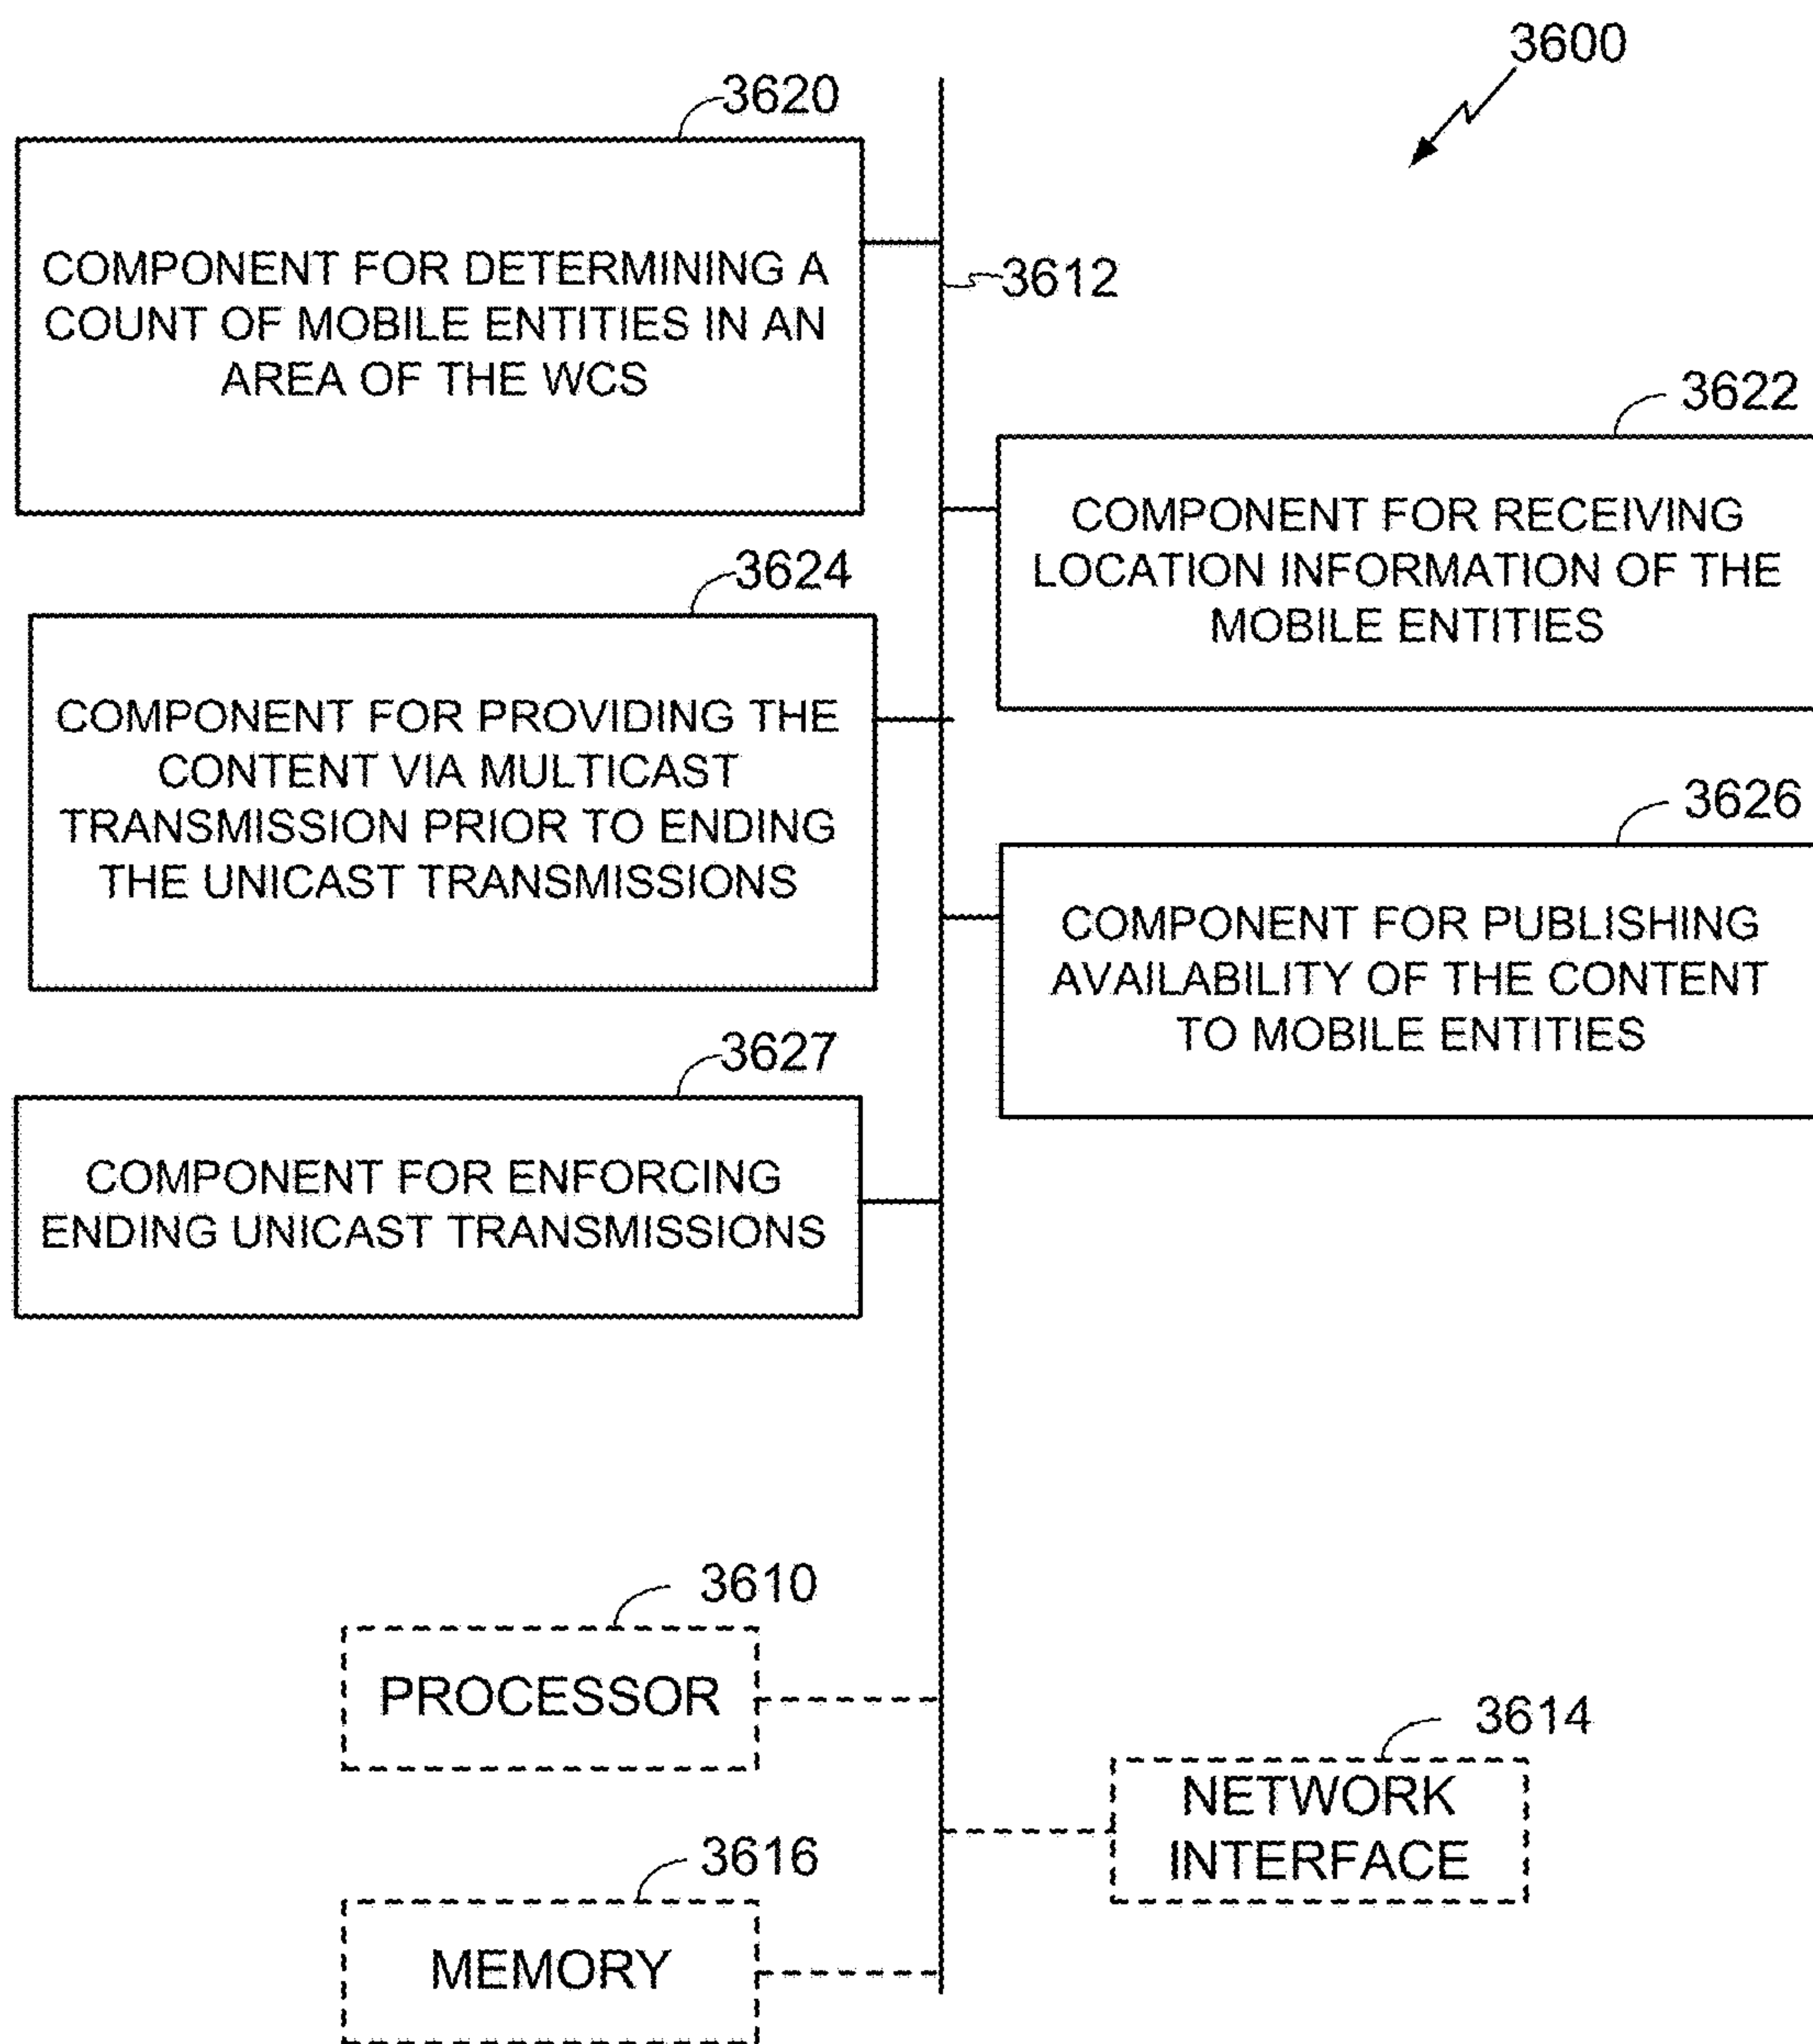 3600
3620
COMPONENT FOR DETERMINING A
COUNT OF MOBILE ENTITIES IN AN
AREA OF THE WCS
3612
3622
COMPONENT FOR RECEIVING
LOCATION INFORMATION OF THE
MOBILE ENTITIES
3624
COMPONENT FOR PROVIDING THE
CONTENT VIA MULTICAST
TRANSMISSION PRIOR TO ENDING
THE UNICAST TRANSMISSIONS
3626
COMPONENT FOR PUBLISHING
AVAILABILITY OF THE CONTENT
TO MOBILE ENTITIES
3627
COMPONENT FOR ENFORCING
ENDING UNICAST TRANSMISSIONS
3610
PROCESSOR
3614
NETWORK
INTERFACE
3616
MEMORY